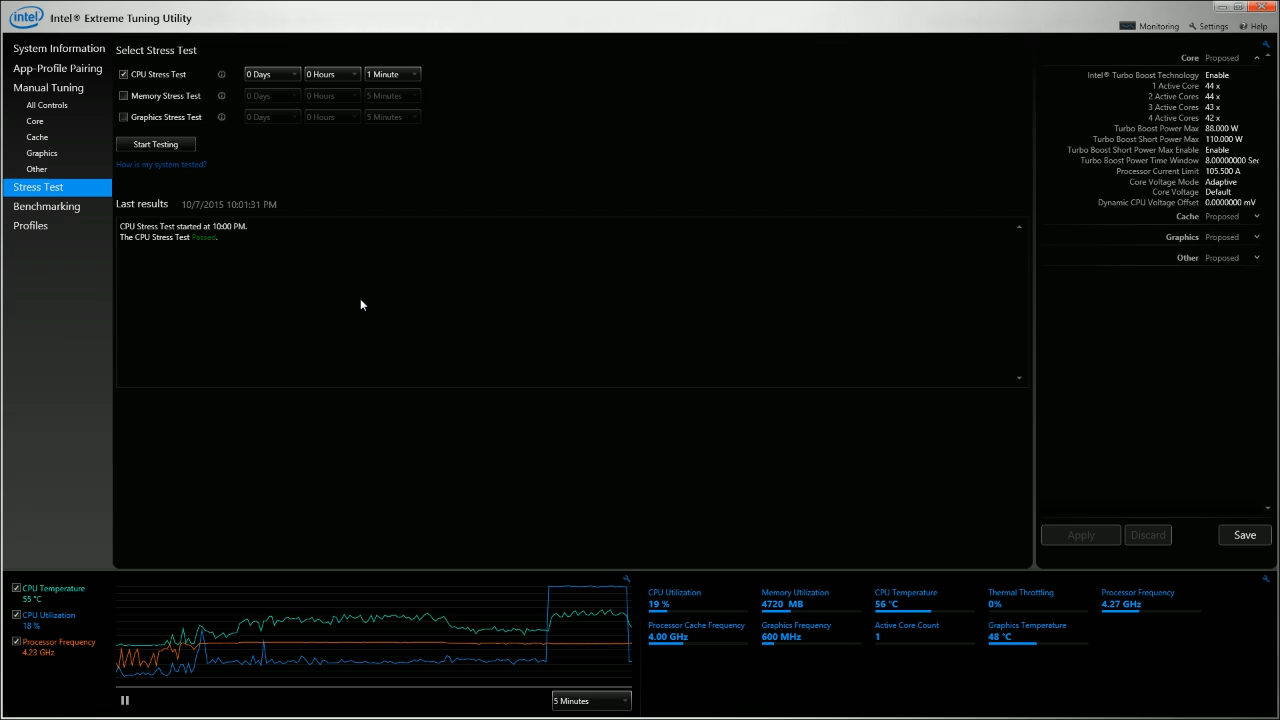 intel Intel® Extreme Tuning Utility
Monitoring Settings Help
System Information
App-Profile Pairing
Manual Tuning
All Controls
Core
Cache
Graphics
Other
Stress Test
Benchmarking
Profiles
Select Stress Test
CPU Stress Test 0 Days 0 Hours 1 Minute
Memory Stress Test 0 Days 0 Hours 5 Minutes
Graphics Stress Test 0 Days 0 Hours 5 Minutes
Start Testing
How is my system tested?
Last results 10/7/2015 10:01:31 PM
CPU Stress Test started at 10:00 PM.
The CPU Stress Test Passed.
Core Proposed
Intel® Turbo Boost Technology Enable
1 Active Core 44 x
2 Active Cores 44 x
3 Active Cores 43 x
4 Active Cores 42 x
Turbo Boost Power Max 88.000 W
Turbo Boost Short Power Max 110.000 W
Turbo Boost Short Power Max Enable Enable
Turbo Boost Power Time Window 8.00000000 Sec
Processor Current Limit 105.500 A
Core Voltage Mode Adaptive
Core Voltage Default
Dynamic CPU Voltage Offset 0.0000000 mV
Cache Proposed
Graphics Proposed
Other Proposed
Apply Discard Save
CPU Temperature
55 °C
CPU Utilization
18 %
Processor Frequency
4.23 GHz
5 Minutes
CPU Utilization Memory Utilization CPU Temperature Thermal Throttling Processor Frequency
19 % 4720 MB 56 °C 0% 4.27 GHz
Processor Cache Frequency Graphics Frequency Active Core Count Graphics Temperature
4.00 GHz 600 MHz 1 48 °C